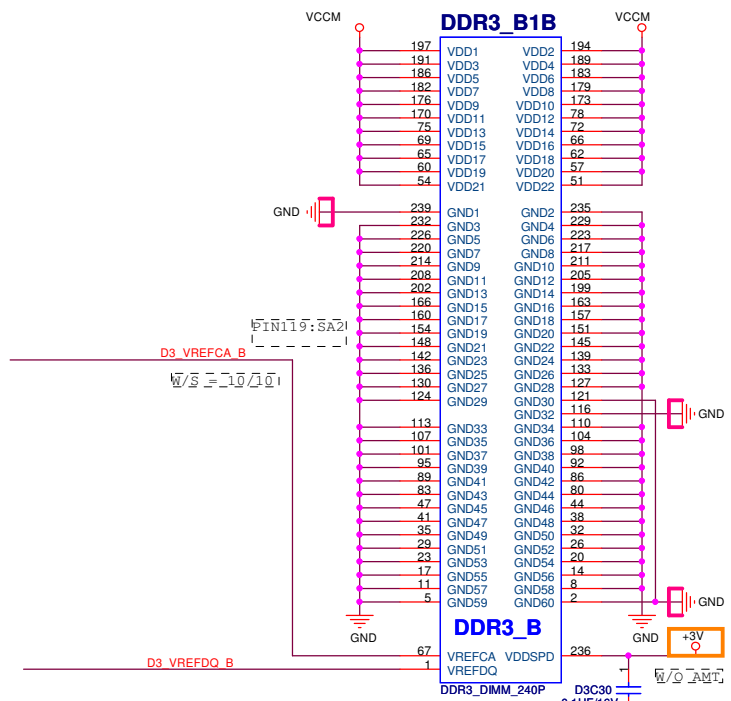 VCCM DDR3_B1B VCCM
197 VDD1 VDD2 194
191 VDD3 VDD4 189
186 VDD5 VDD6 183
182 VDD7 VDD8 179
176 VDD9 VDD10 173
170 VDD11 VDD12 78
75 VDD13 VDD14 72
69 VDD15 VDD16 66
65 VDD17 VDD18 62
60 VDD19 VDD20 57
54 VDD21 VDD22 51
GND 239 GND1 GND2 235
232 GND3 GND4 229
226 GND5 GND6 223
220 GND7 GND8 217
214 GND9 GND10 211
208 GND11 GND12 205
202 GND13 GND14 199
166 GND15 GND16 163
160 GND17 GND18 157
PIN119:SA2 154 GND19 GND20 151
148 GND21 GND22 145
D3_VREFCA_B 142 GND23 GND24 139
136 GND25 GND26 133
W/S = 10/10 130 GND27 GND28 127
124 GND29 GND30 121
GND32 116 GND
113 GND33 GND34 110
107 GND35 GND36 104
101 GND37 GND38 98
95 GND39 GND40 92
89 GND41 GND42 86
83 GND43 GND44 80
47 GND45 GND46 44
41 GND47 GND48 38
35 GND49 GND50 32
29 GND51 GND52 26
23 GND53 GND54 20
17 GND55 GND56 14
11 GND57 GND58 8
5 GND59 GND60 2 GND
GND DDR3_B GND +3V
67 VREFCA VDDSPD 236
D3_VREFDQ_B 1 VREFDQ 1 W/O AMT
DDR3_DIMM_240P D3C30